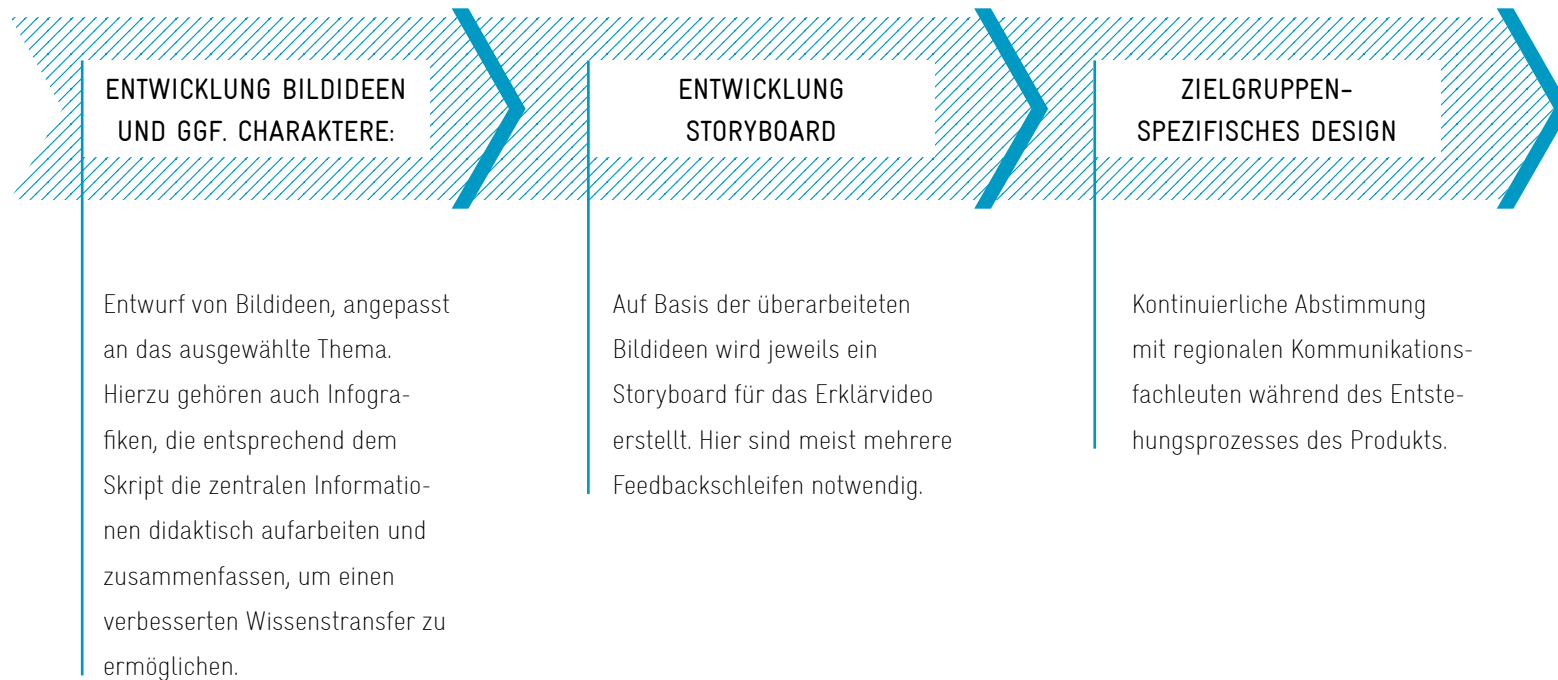 ENTWICKLUNG BILDIDEEN
UND GGF. CHARAKTERE:
Entwurf von Bildideen, angepasst
an das ausgewählte Thema.
Hierzu gehören auch Infogra-
fiken, die entsprechend dem
Skript die zentralen Informatio-
nen didaktisch aufarbeiten und
zusammenfassen, um einen
verbesserten Wissenstransfer zu
ermöglichen.
ENTWICKLUNG
STORYBOARD
Auf Basis der überarbeiteten
Bildideen wird jeweils ein
Storyboard für das Erklärvideo
erstellt. Hier sind meist mehrere
Feedbackschleifen notwendig.
ZIELGRUPPEN-
SPEZIFISCHES DESIGN
Kontinuierliche Abstimmung
mit regionalen Kommunikations-
fachleuten während des Entste-
hungsprozesses des Produkts.